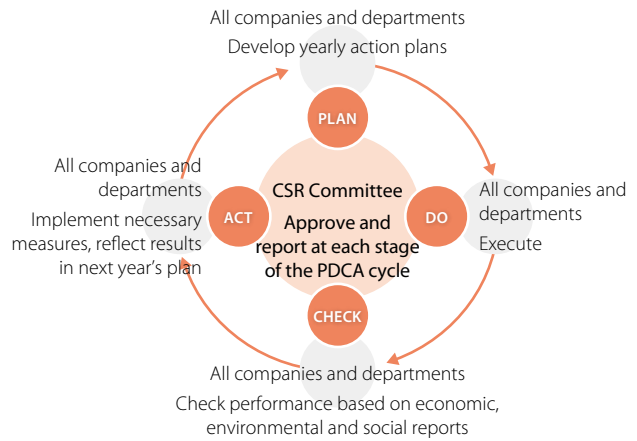 All companies and departments
Develop yearly action plans
PLAN
All companies and
departments
Implement necessary
measures, reflect results
in next year's plan
ACT
CSR Committee
Approve and
report at each stage
of the PDCA cycle
DO
All companies and
departments
Execute
CHECK
All companies and departments
Check performance based on economic,
environmental and social reports